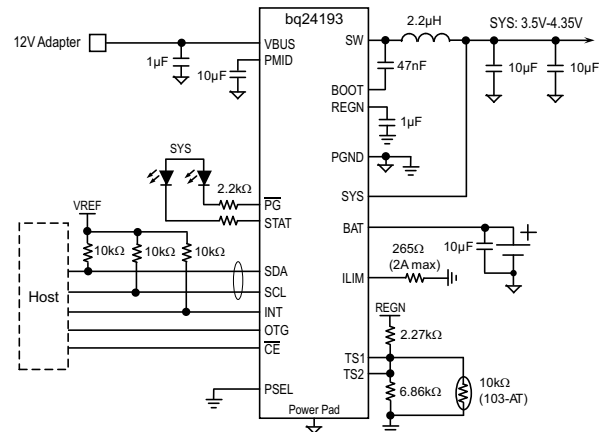 bq24193
12V Adapter
VBUS
1µF
PMID
10µF
SW
2.2µH
SYS: 3.5V-4.35V
47nF
10µF
10µF
BOOT
REGN
1µF
PGND
SYS
SYS
2.2kΩ
PG
STAT
VREF
10kΩ
10kΩ
10kΩ
BAT
10µF
+
265Ω
(2A max)
ILIM
Host
SDA
SCL
INT
OTG
CE
REGN
2.27kΩ
TS1
TS2
6.86kΩ
10kΩ
(103-AT)
PSEL
Power Pad